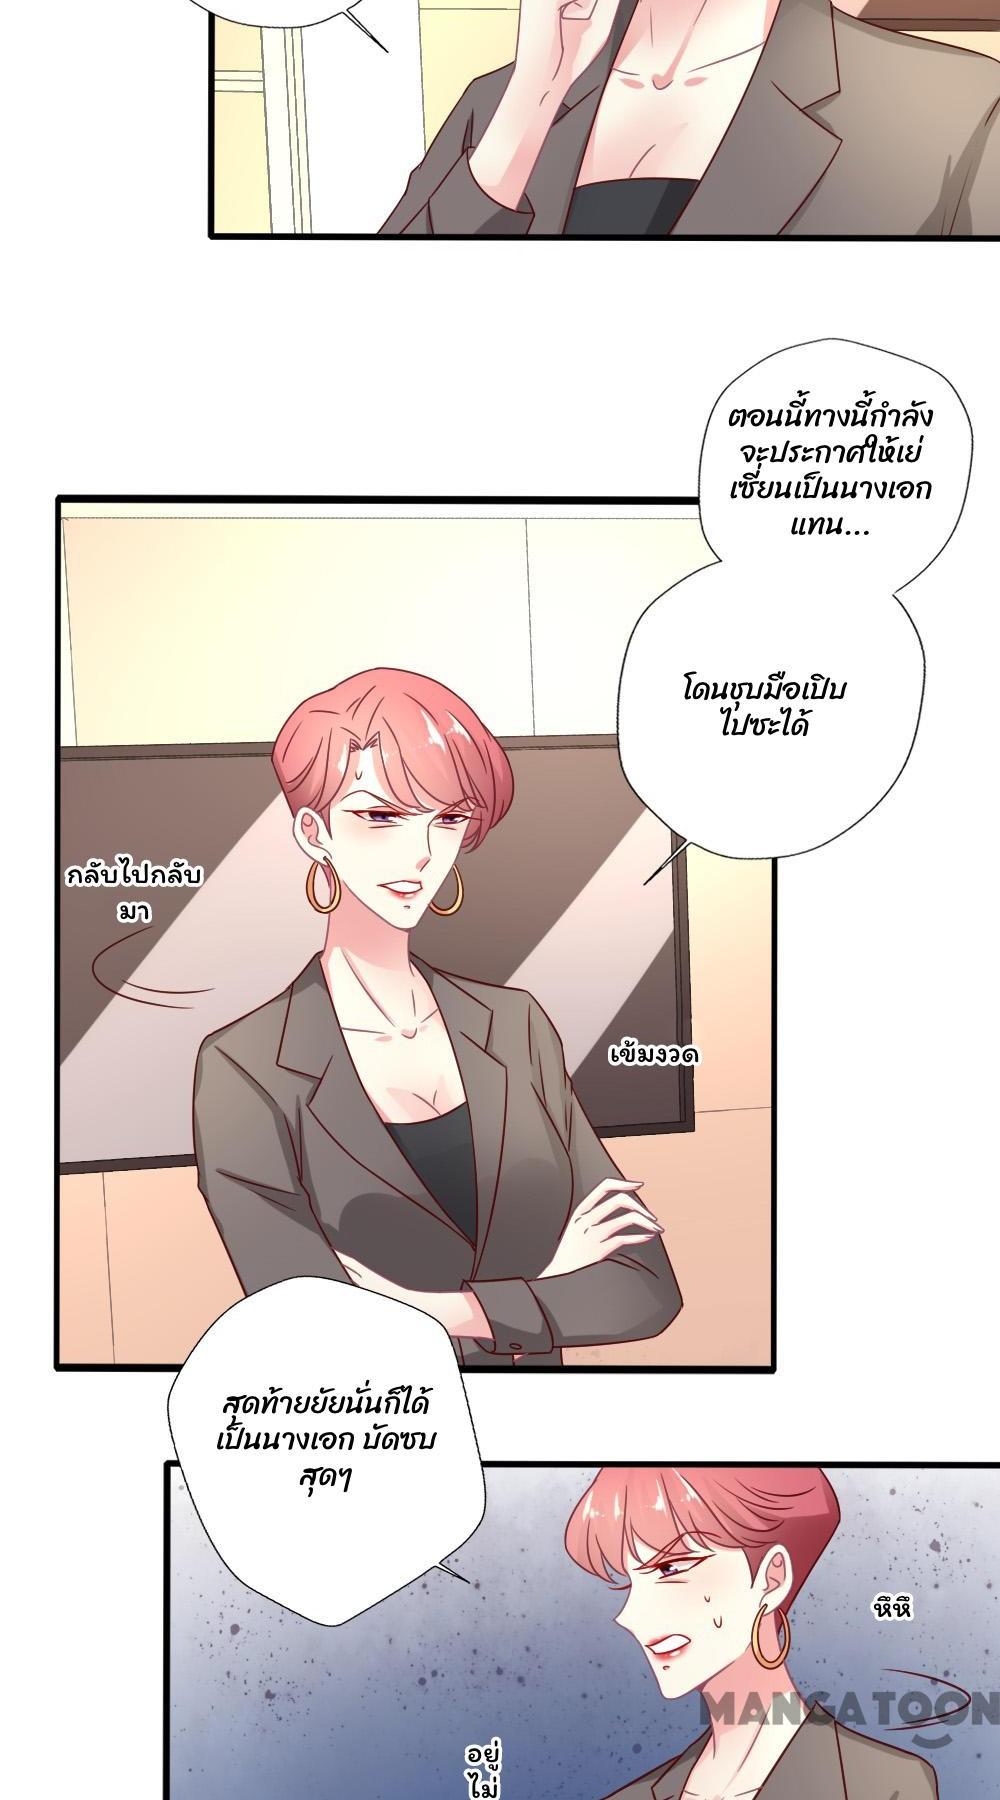 ตอนนี้ทางนี้กำลัง
จะประกาศให้เย่
เซี่ยนเป็นนางเอก
แทน...
โดนชุบมือเปิบ
ไปซะได้
กลับไปกลับ
มา
เข้มงวด
สุดท้ายยัยนั่นก็ได้
เป็นนางเอก บัดซบ
สุดๆ
หึหึ
MANGATOON
อยู่
ไม่